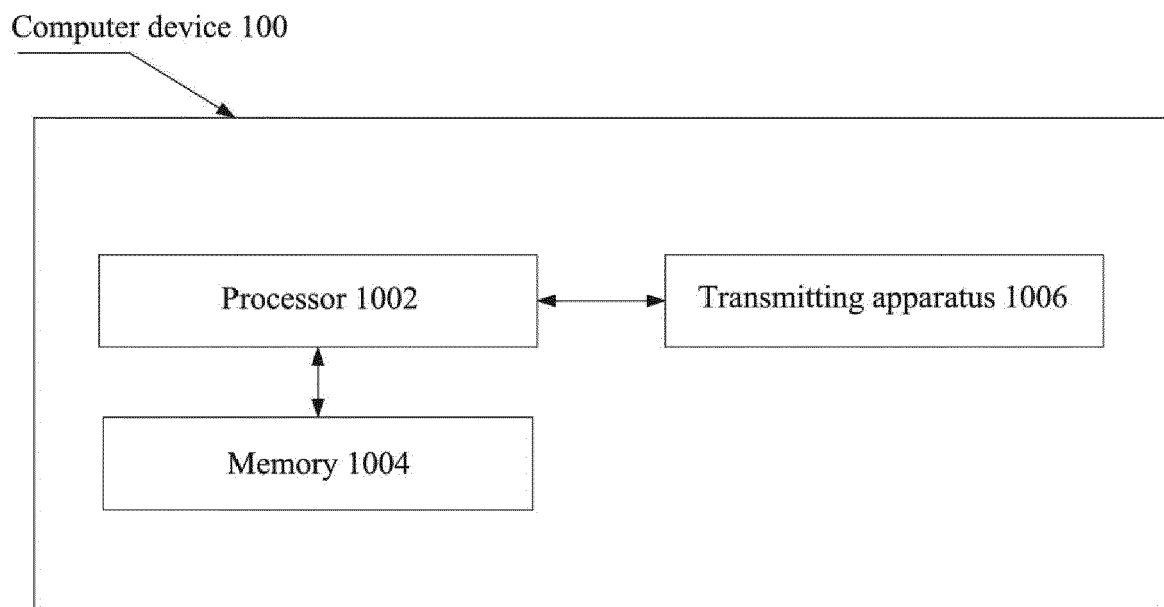 Computer device 100
Processor 1002
Transmitting apparatus 1006
Memory 1004